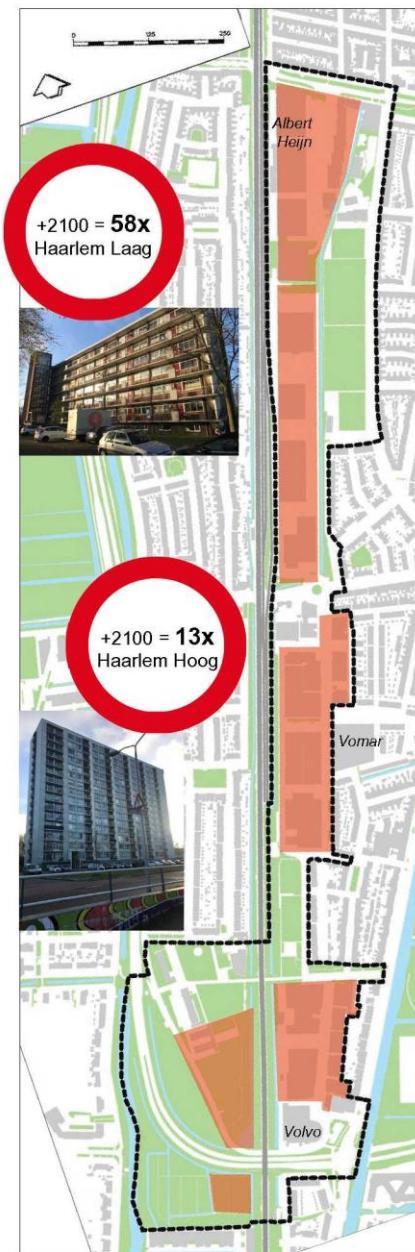 0 125 250
Albert
Heijn
+2100 = 58x
Haarlem Laag
+2100 = 13x
Haarlem Hoog
Vomar
Volvo